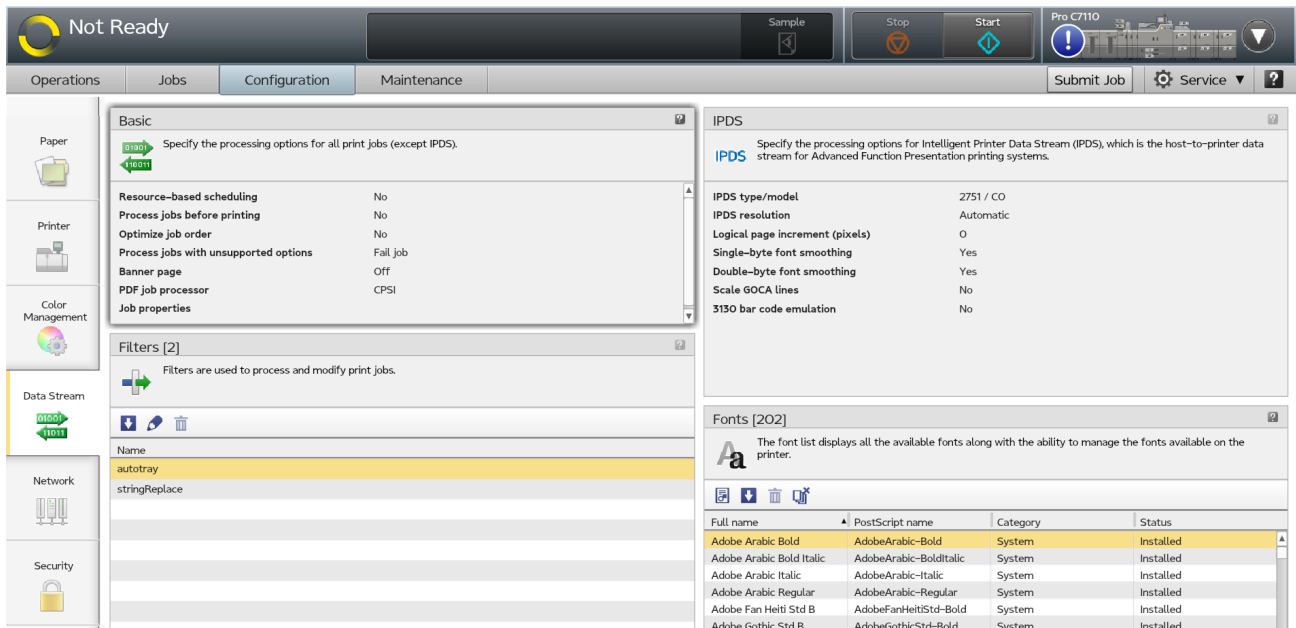 Not Ready
Sample
Stop
Start
Pro C7110
Operations
Jobs
Configuration
Maintenance
Submit Job
Service ▼
?
Paper
Printer
Color
Management
Data Stream
Network
Security
Basic
Specify the processing options for all print jobs (except IPDS).
Resource-based scheduling No
Process jobs before printing No
Optimize job order No
Process jobs with unsupported options Fail job
Banner page Off
PDF job processor CPSI
Job properties
Filters [2]
Filters are used to process and modify print jobs.
Name
autotray
stringReplace
IPDS
IPDS
Specify the processing options for Intelligent Printer Data Stream (IPDS), which is the host-to-printer data
stream for Advanced Function Presentation printing systems.
IPDS type/model 2751 / CO
IPDS resolution Automatic
Logical page increment (pixels) 0
Single-byte font smoothing Yes
Double-byte font smoothing Yes
Scale GOCA lines No
3130 bar code emulation No
Fonts [202]
The font list displays all the available fonts along with the ability to manage the fonts available on the
printer.
Full name PostScript name Category Status
Adobe Arabic Bold AdobeArabic-Bold System Installed
Adobe Arabic Bold Italic AdobeArabic-BoldItalic System Installed
Adobe Arabic Italic AdobeArabic-Italic System Installed
Adobe Arabic Regular AdobeArabic-Regular System Installed
Adobe Fan Heiti Std B AdobeFanHeitiStd-Bold System Installed
Adobe Gothic Std B AdobeGothicStd-Bold System Installed